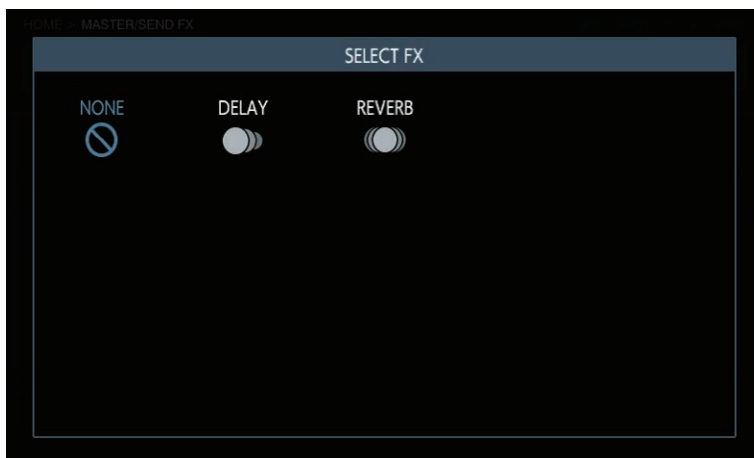 HOME > MASTER/SEND FX
SELECT FX
NONE
DELAY
REVERB